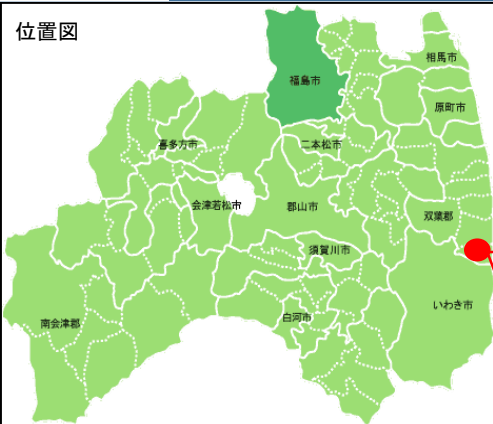 位置図
福島市
相馬市
原町市
喜多方市
二本松市
会津若松市
郡山市
双葉郡
須賀川市
いわき市
白河市
南会津郡